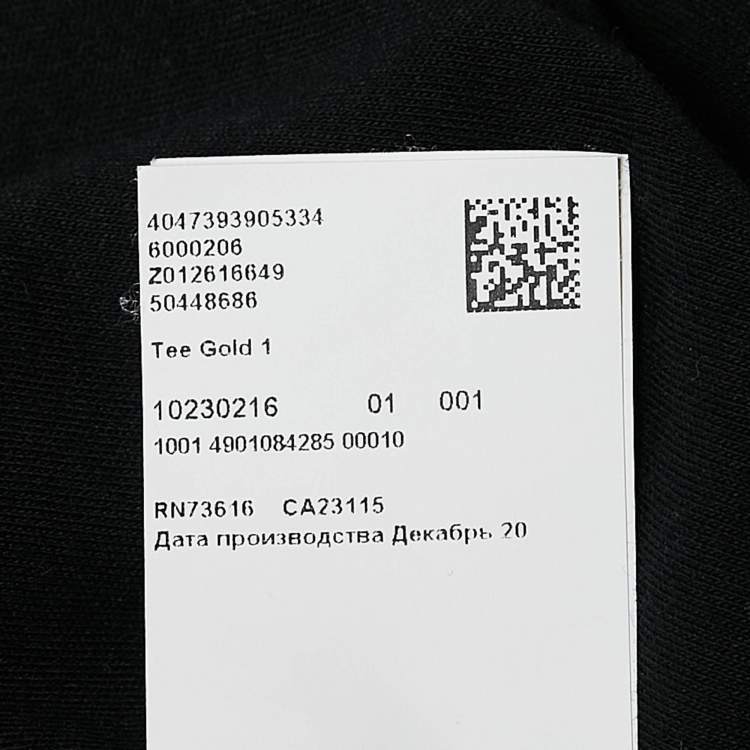 4047393905334
6000206
Z012616649
50448686
Tee Gold 1
10230216 01 001
1001 4901084285 00010
RN73616 CA23115
Дата производства Декабрь 20